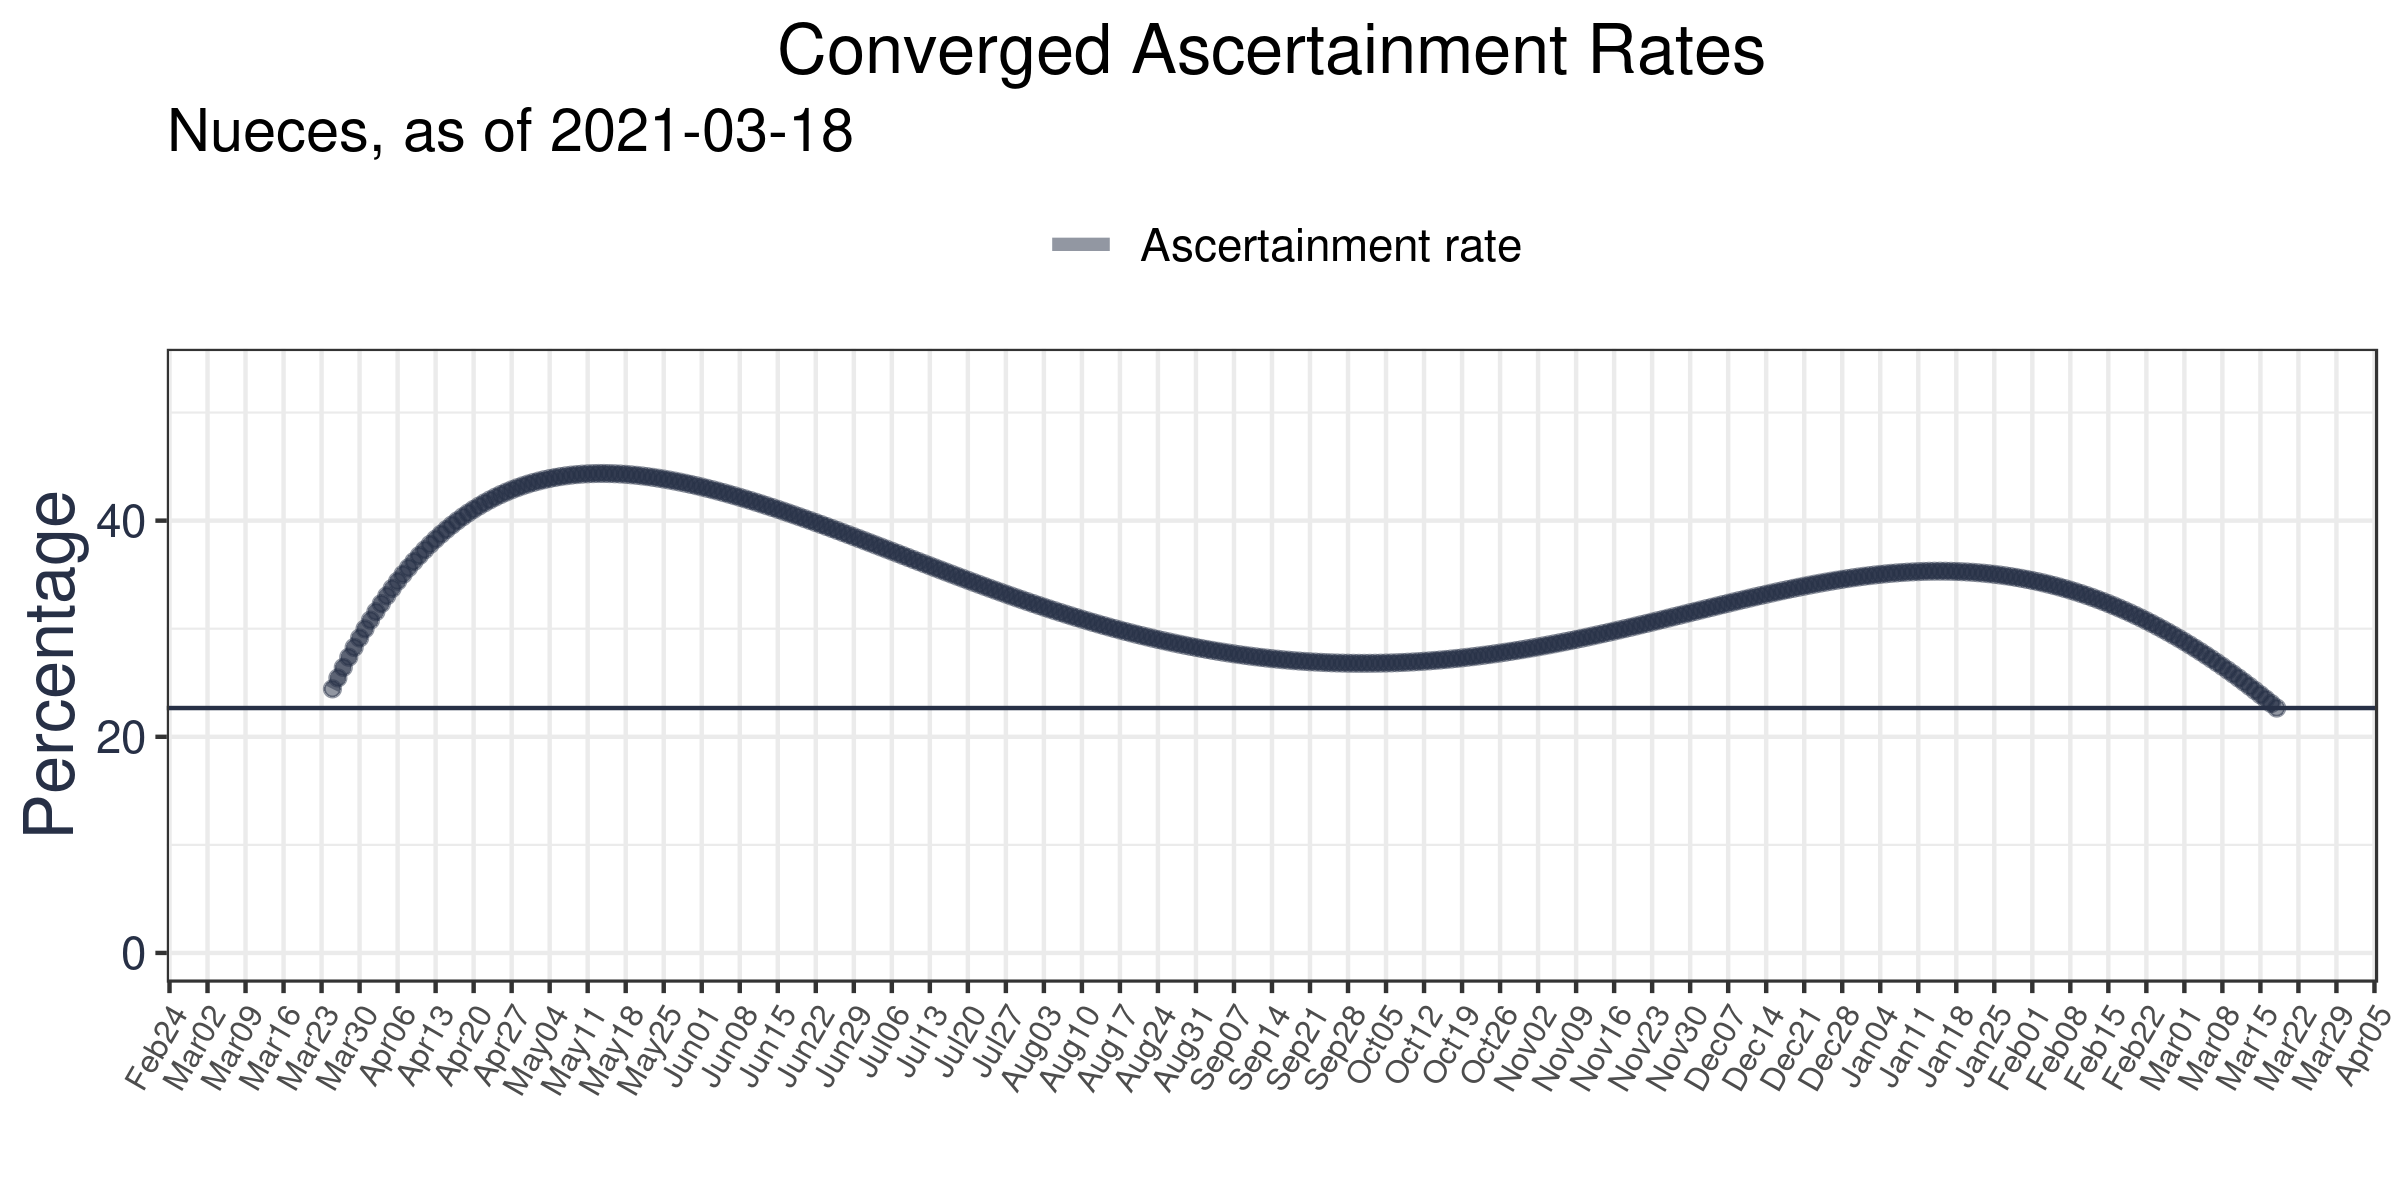 Converged Ascertainment Rates
Nueces, as of 2021-03-18
Ascertainment rate
Percentage
40
20
0
Feb24
Mar02
Mar09
Mar16
Mar23
Mar30
Apr06
Apr13
Apr20
Apr27
May04
May11
May18
May25
Jun01
Jun08
Jun15
Jun22
Jun29
Jul06
Jul13
Jul20
Jul27
Aug03
Aug10
Aug17
Aug24
Aug31
Sep07
Sep14
Sep21
Sep28
Oct05
Oct12
Oct19
Oct26
Nov02
Nov09
Nov16
Nov23
Nov30
Dec07
Dec14
Dec21
Dec28
Jan04
Jan11
Jan18
Jan25
Feb01
Feb08
Feb15
Feb22
Mar01
Mar08
Mar15
Mar22
Mar29
Apr05